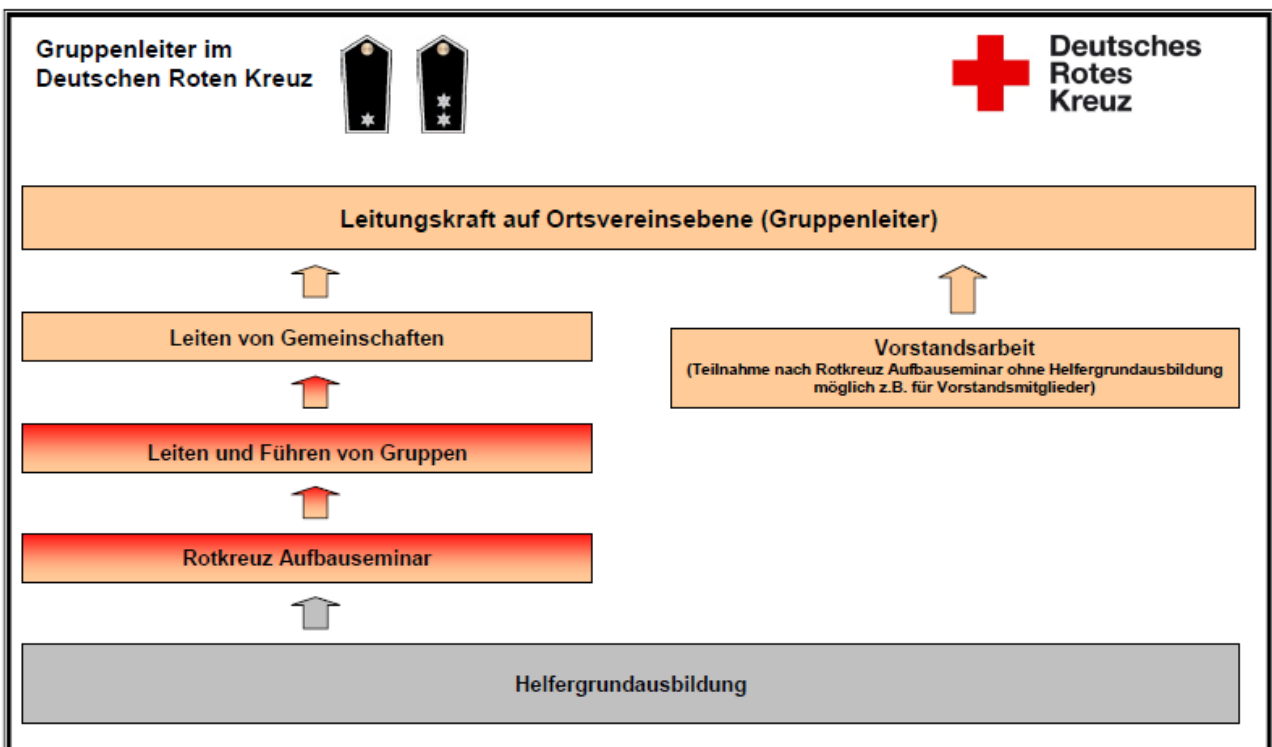 Gruppenleiter im
Deutschen Roten Kreuz
Deutsches
Rotes
Kreuz
Leitungskraft auf Ortsvereinsebene (Gruppenleiter)
Leiten von Gemeinschaften
Vorstandsarbeit
(Teilnahme nach Rotkreuz Aufbauseminar ohne Helfergrundausbildung
möglich z.B. für Vorstandsmitglieder)
Leiten und Führen von Gruppen
Rotkreuz Aufbauseminar
Helfergrundausbildung